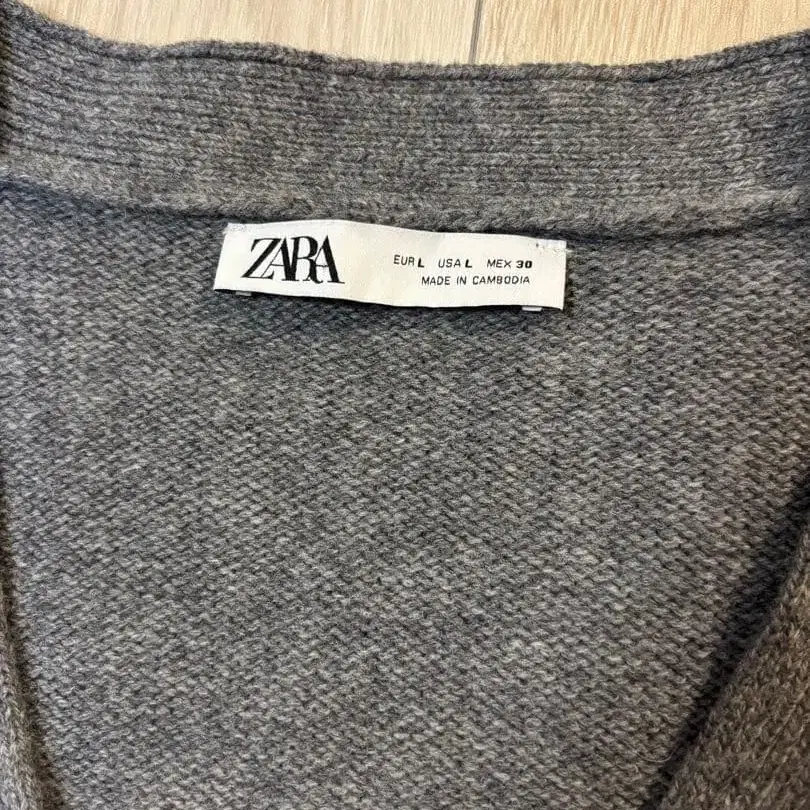 ZARA
EUR L USA L MEX 30
MADE IN CAMBODIA